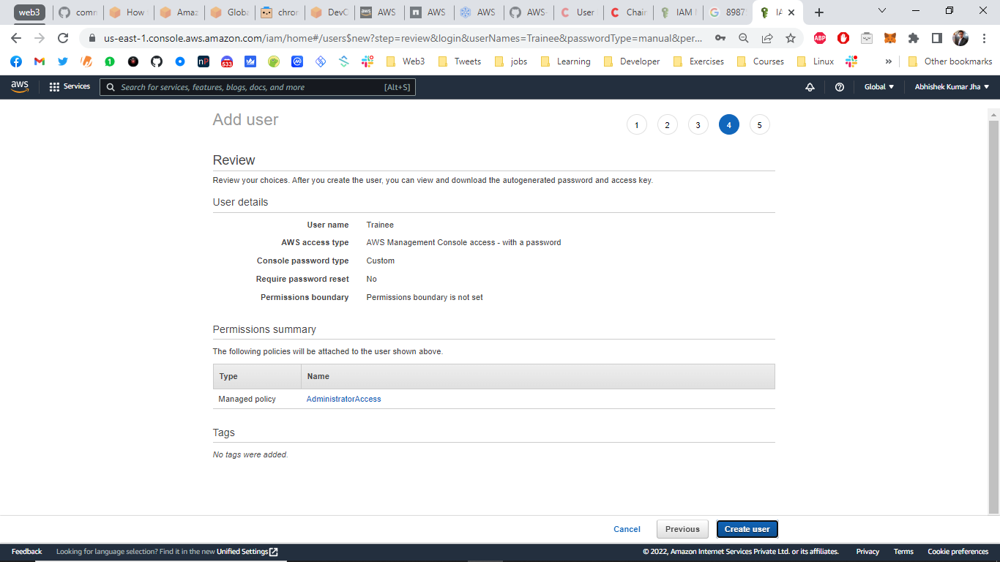 web3 comm How Amaz Globa chror DevC AWS AWS AWS AWS- User Chair IAM I 8987 IA
us-east-1.console.aws.amazon.com/iam/home#/users$new?step=review&login&userNames=Trainee&passwordType=manual&per...
Web3 Tweets jobs Learning Developer Exercises Courses Linux » Other bookmarks
aws Services Search for services, features, blogs, docs, and more [Alt+S] Global Abhishek Kumar Jha
Add user 1 2 3 4 5
Review
Review your choices. After you create the user, you can view and download the autogenerated password and access key.
User details
User name Trainee
AWS access type AWS Management Console access - with a password
Console password type Custom
Require password reset No
Permissions boundary Permissions boundary is not set
Permissions summary
The following policies will be attached to the user shown above.
Type Name
Managed policy AdministratorAccess
Tags
No tags were added.
Cancel Previous Create user
Feedback Looking for language selection? Find it in the new Unified Settings © 2022, Amazon Internet Services Private Ltd. or its affiliates. Privacy Terms Cookie preferences